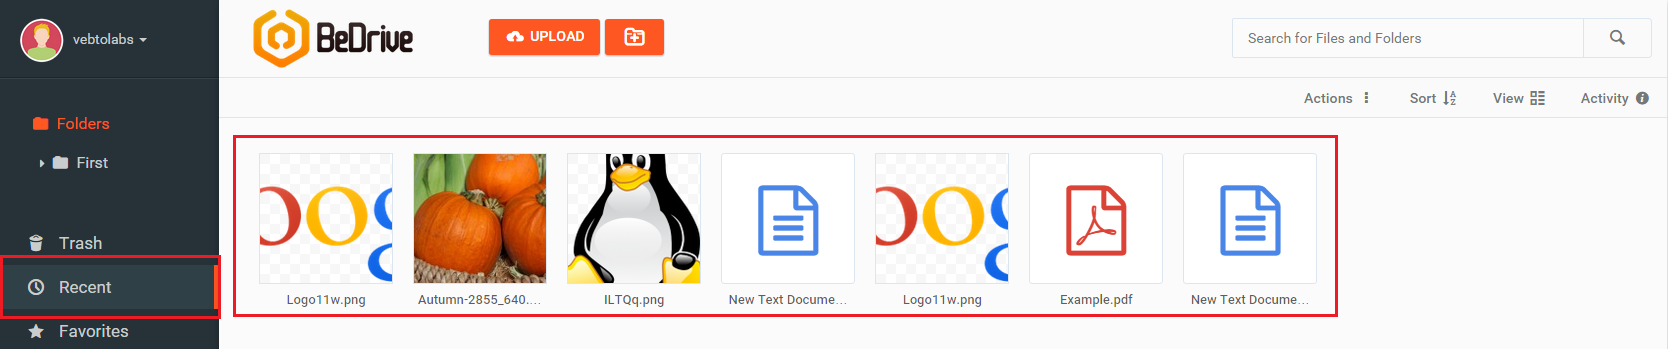 vebtolabs
BeDrive
UPLOAD
Search for Files and Folders
Actions
Sort
View
Activity
Folders
First
Trash
Recent
Favorites
Logo11w.png
Autumn-2855_640....
ILTQq.png
New Text Docume...
Logo11w.png
Example.pdf
New Text Docume...